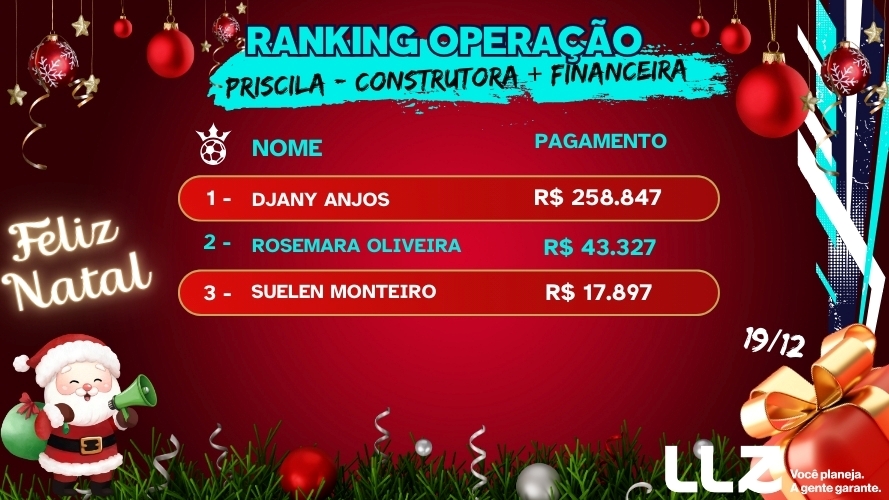 RANKING OPERAÇÃO
PRISCILA - CONSTRUTORA + FINANCEIRA
NOME PAGAMENTO
1 - DJANY ANJOS R$ 258.847
2 - ROSEMARA OLIVEIRA R$ 43.327
3 - SUELEN MONTEIRO R$ 17.897
Feliz
Natal
19/12
LLZ
Você planeja.
A gente garante.